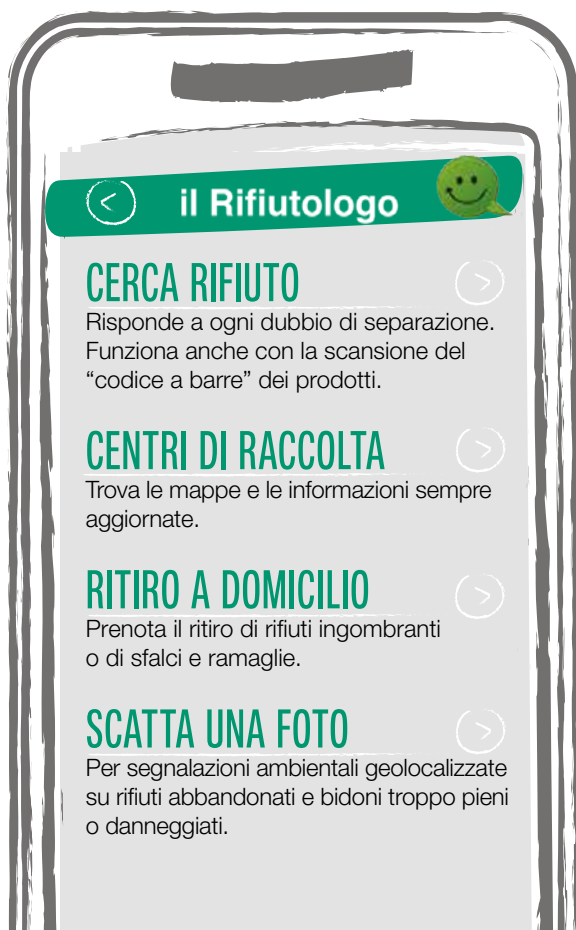 il Rifiutologo
CERCA RIFIUTO
Risponde a ogni dubbio di separazione.
Funziona anche con la scansione del
“codice a barre” dei prodotti.
CENTRI DI RACCOLTA
Trova le mappe e le informazioni sempre
aggiornate.
RITIRO A DOMICILIO
Prenota il ritiro di rifiuti ingombranti
o di sfalci e ramaglie.
SCATTA UNA FOTO
Per segnalazioni ambientali geolocalizzate
su rifiuti abbandonati e bidoni troppo pieni
o danneggiati.